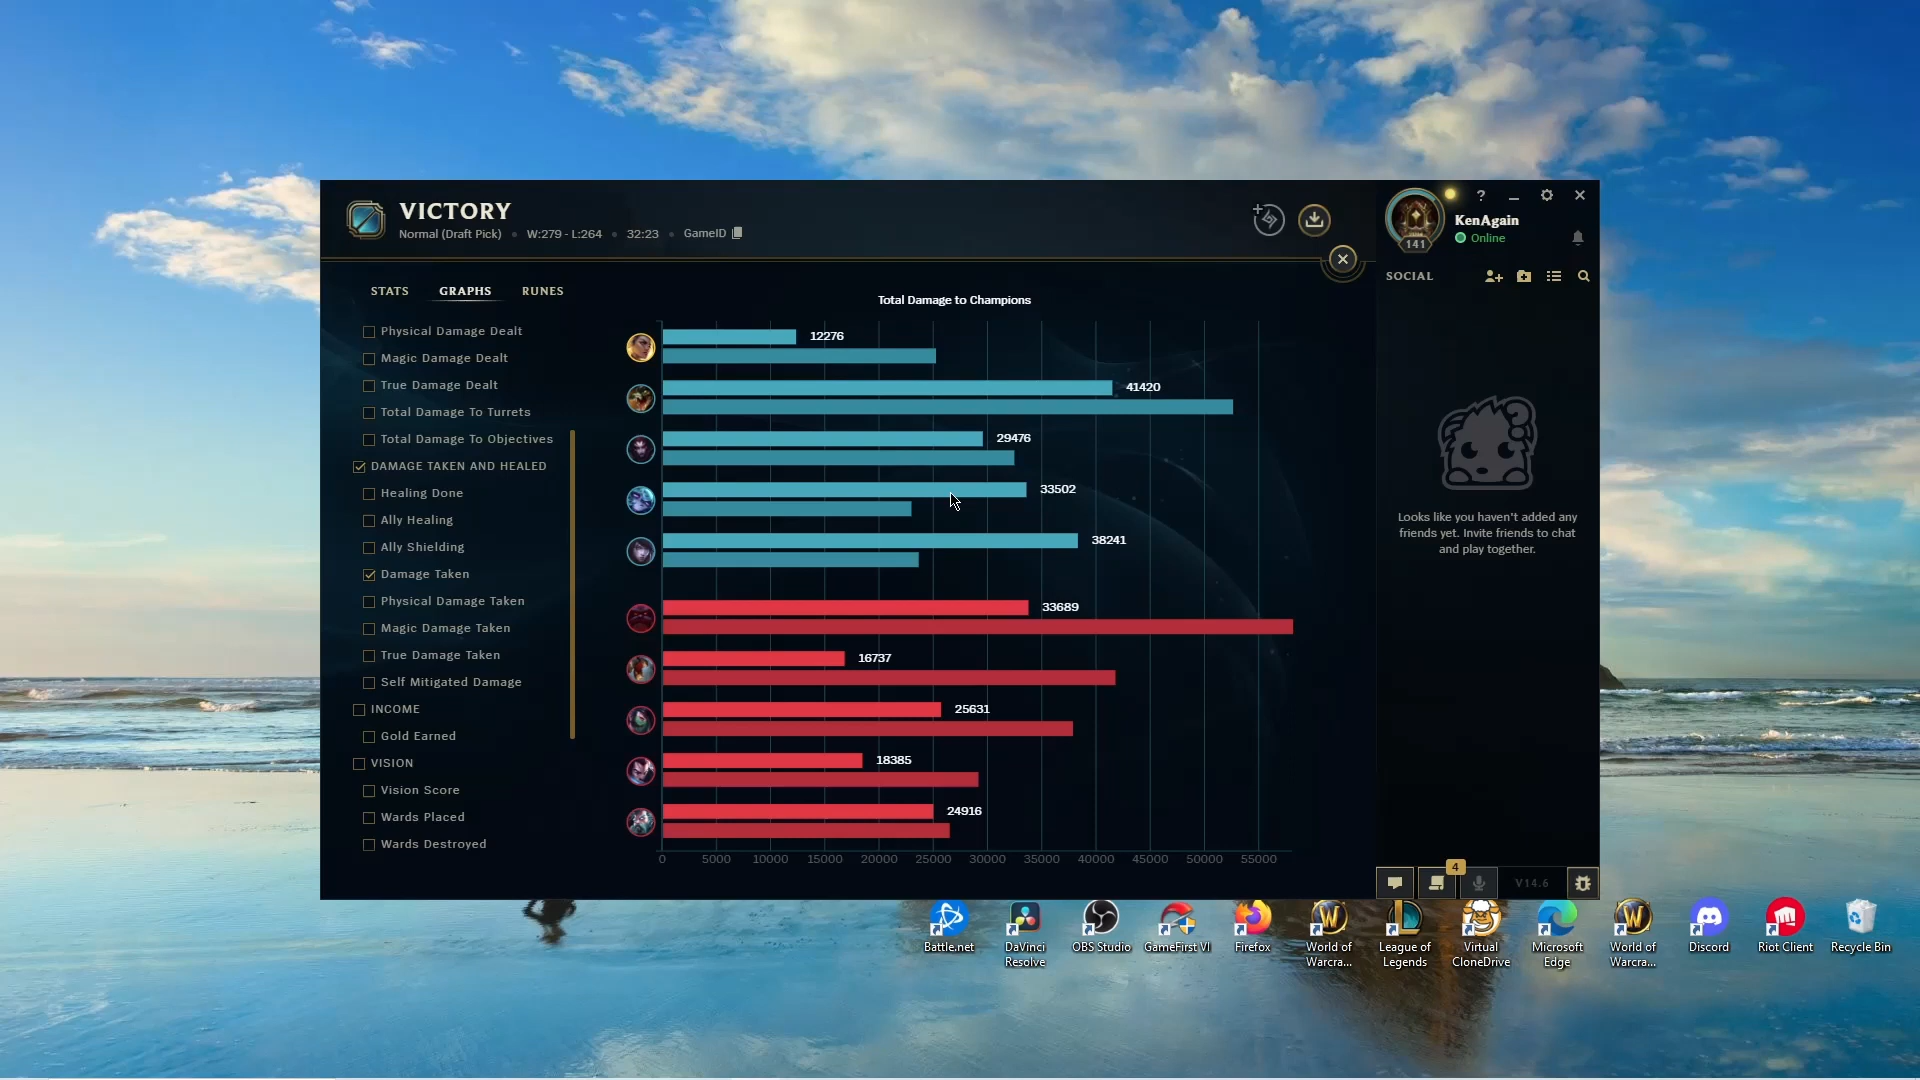 VICTORY
Normal (Draft Pick) • W:279 - L:264 • 32:23 • GameID
141
KenAgain
Online
?
SOCIAL
STATS GRAPHS RUNES
Physical Damage Dealt
Magic Damage Dealt
True Damage Dealt
Total Damage To Turrets
Total Damage To Objectives
DAMAGE TAKEN AND HEALED
Healing Done
Ally Healing
Ally Shielding
Damage Taken
Physical Damage Taken
Magic Damage Taken
True Damage Taken
Self Mitigated Damage
INCOME
Gold Earned
VISION
Vision Score
Wards Placed
Wards Destroyed
Total Damage to Champions
12276
41420
29476
33502
38241
33689
16737
25631
18385
24916
0 5000 10000 15000 20000 25000 30000 35000 40000 45000 50000 55000
Looks like you haven't added any
friends yet. Invite friends to chat
and play together.
4
V14.6
Battle.net
DaVinci
Resolve
OBS Studio
GameFirst VI
Firefox
World of
Warcra...
League of
Legends
Virtual
CloneDrive
Microsoft
Edge
World of
Warcra...
Discord
Riot Client
Recycle Bin